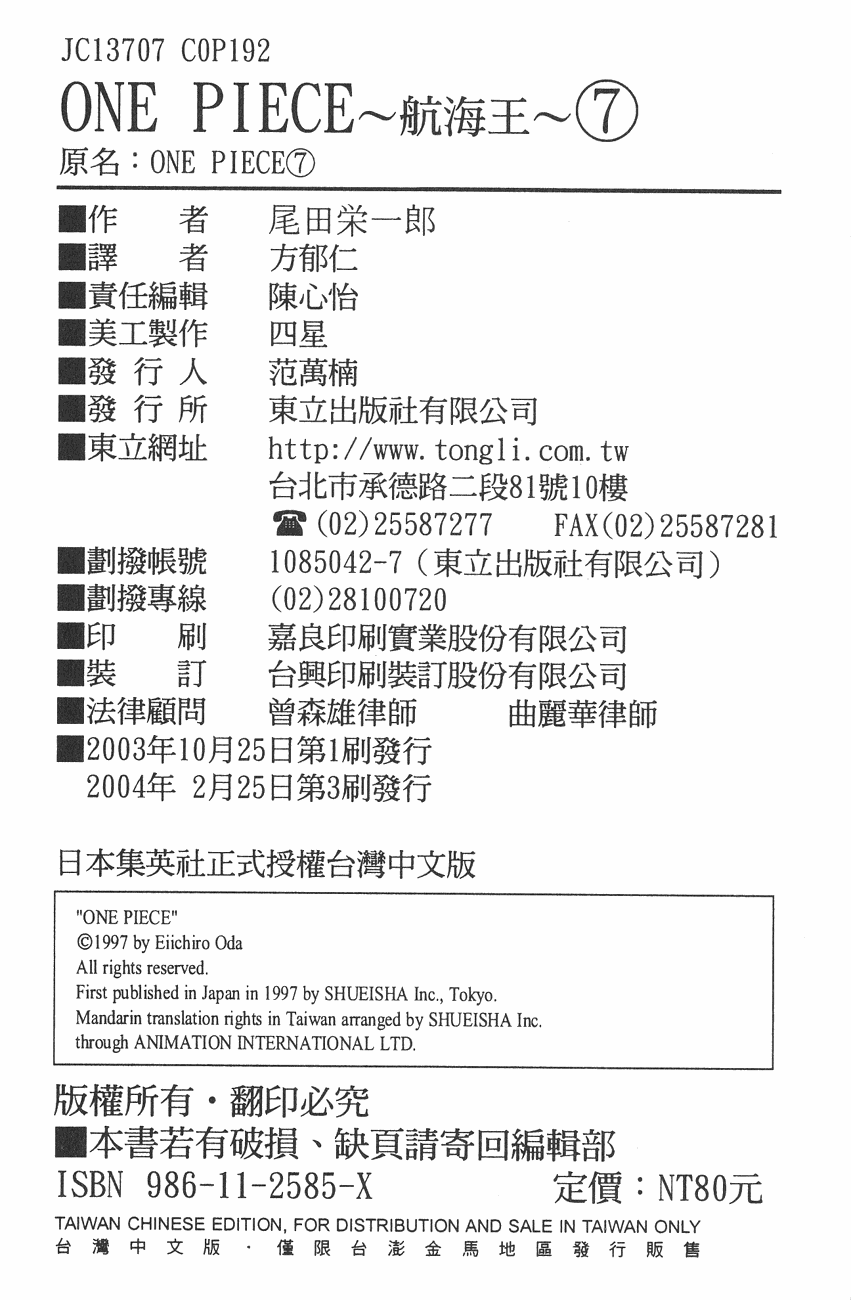 JC13707 COP192
ONE PIECE～航海王～⑦
原名：ONE PIECE⑦
■作　　者　尾田栄一郎
■譯　　者　方郁仁
■責任編輯　陳心怡
■美工製作　四星
■發 行 人　范萬楠
■發 行 所　東立出版社有限公司
■東立網址　http://www.tongli.com.tw
台北市承德路二段81號10樓
☎(02)25587277　FAX(02)25587281
■劃撥帳號　1085042-7（東立出版社有限公司）
■劃撥專線　(02)28100720
■印　　刷　嘉良印刷實業股份有限公司
■裝　　訂　台興印刷裝訂股份有限公司
■法律顧問　曾森雄律師　曲麗華律師
■2003年10月25日第1刷發行
2004年 2月25日第3刷發行
日本集英社正式授權台灣中文版
"ONE PIECE"
©1997 by Eiichiro Oda
All rights reserved.
First published in Japan in 1997 by SHUEISHA Inc., Tokyo.
Mandarin translation rights in Taiwan arranged by SHUEISHA Inc.
through ANIMATION INTERNATIONAL LTD.
版權所有・翻印必究
■本書若有破損、缺頁請寄回編輯部
ISBN 986-11-2585-X　定價：NT80元
TAIWAN CHINESE EDITION, FOR DISTRIBUTION AND SALE IN TAIWAN ONLY
台灣中文版・僅限台澎金馬地區發行販售